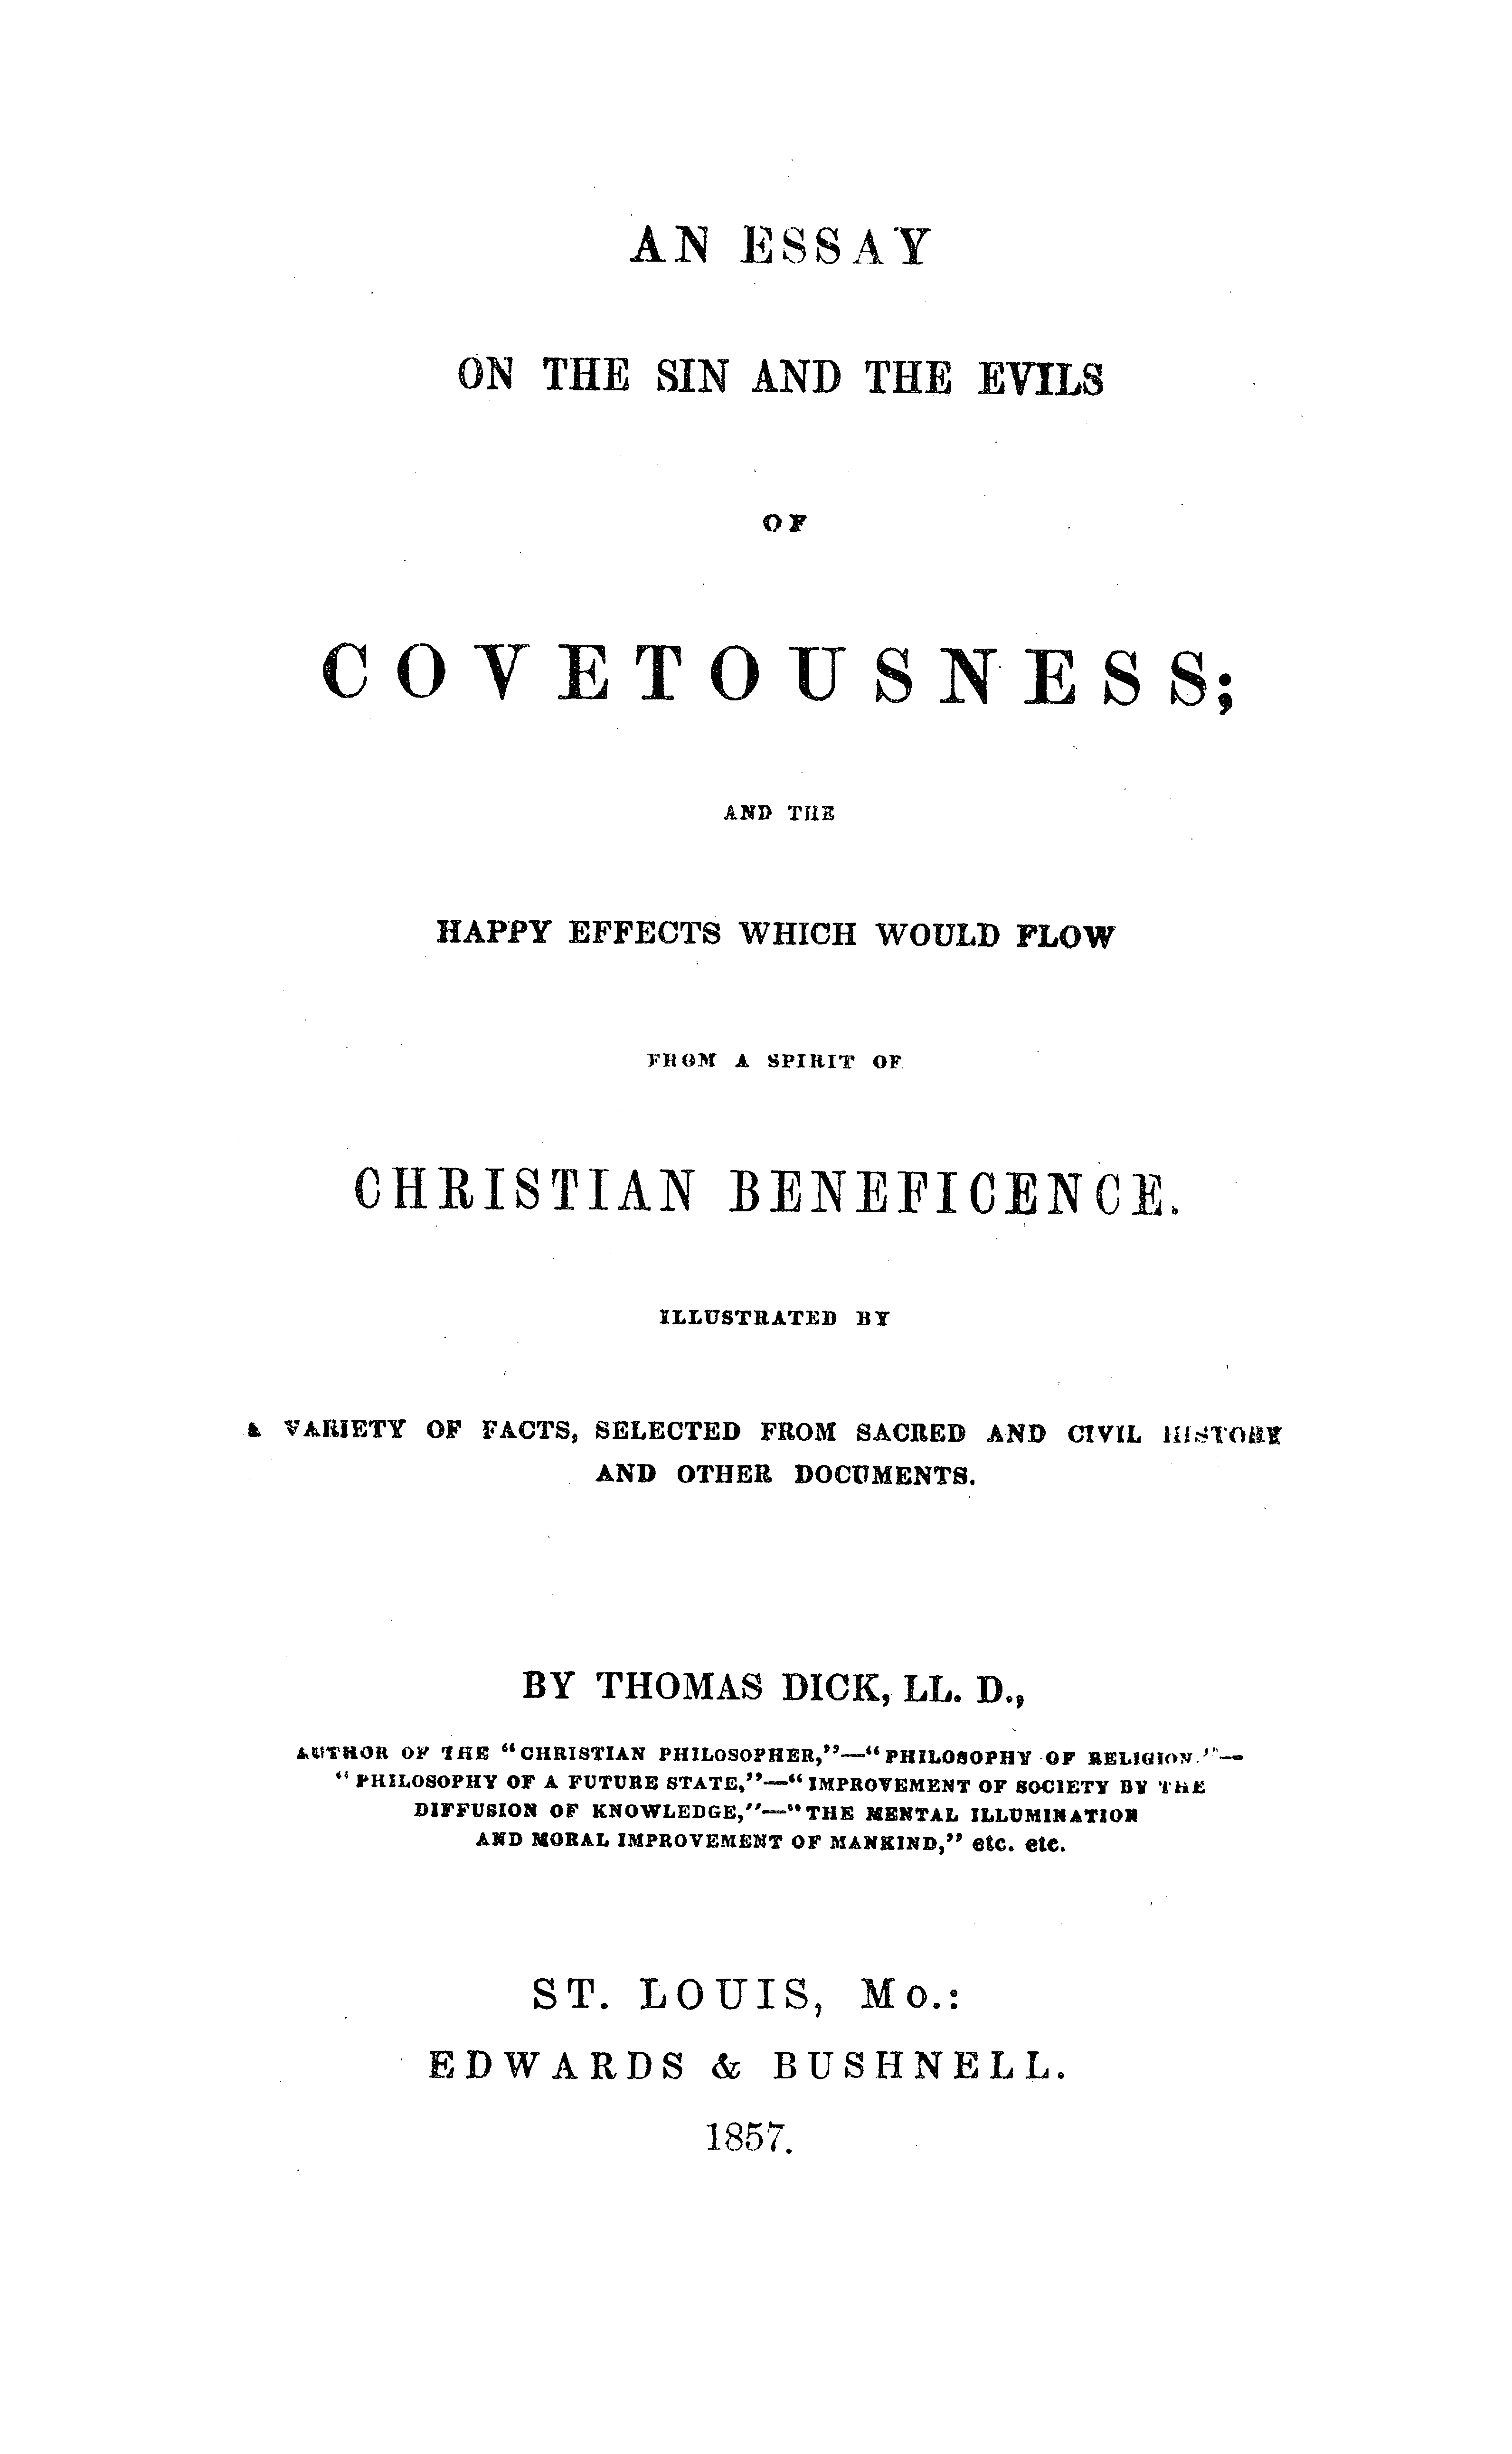 AN ESSAY
ON THE SIN AND THE EVILS
OF
COVETOUSNESS;
AND THE
HAPPY EFFECTS WHICH WOULD FLOW
FROM A SPIRIT OF
CHRISTIAN BENEFICENCE.
ILLUSTRATED BY
A VARIETY OF FACTS, SELECTED FROM SACRED AND CIVIL HISTORY
AND OTHER DOCUMENTS.
BY THOMAS DICK, LL. D.,
AUTHOR OF THE “CHRISTIAN PHILOSOPHER,”—“PHILOSOPHY OF RELIGION.”—
“PHILOSOPHY OF A FUTURE STATE,”—“IMPROVEMENT OF SOCIETY BY THE
DIFFUSION OF KNOWLEDGE,”—“THE MENTAL ILLUMINATION
AND MORAL IMPROVEMENT OF MANKIND,” etc. etc.
ST. LOUIS, Mo.:
EDWARDS & BUSHNELL.
1857.